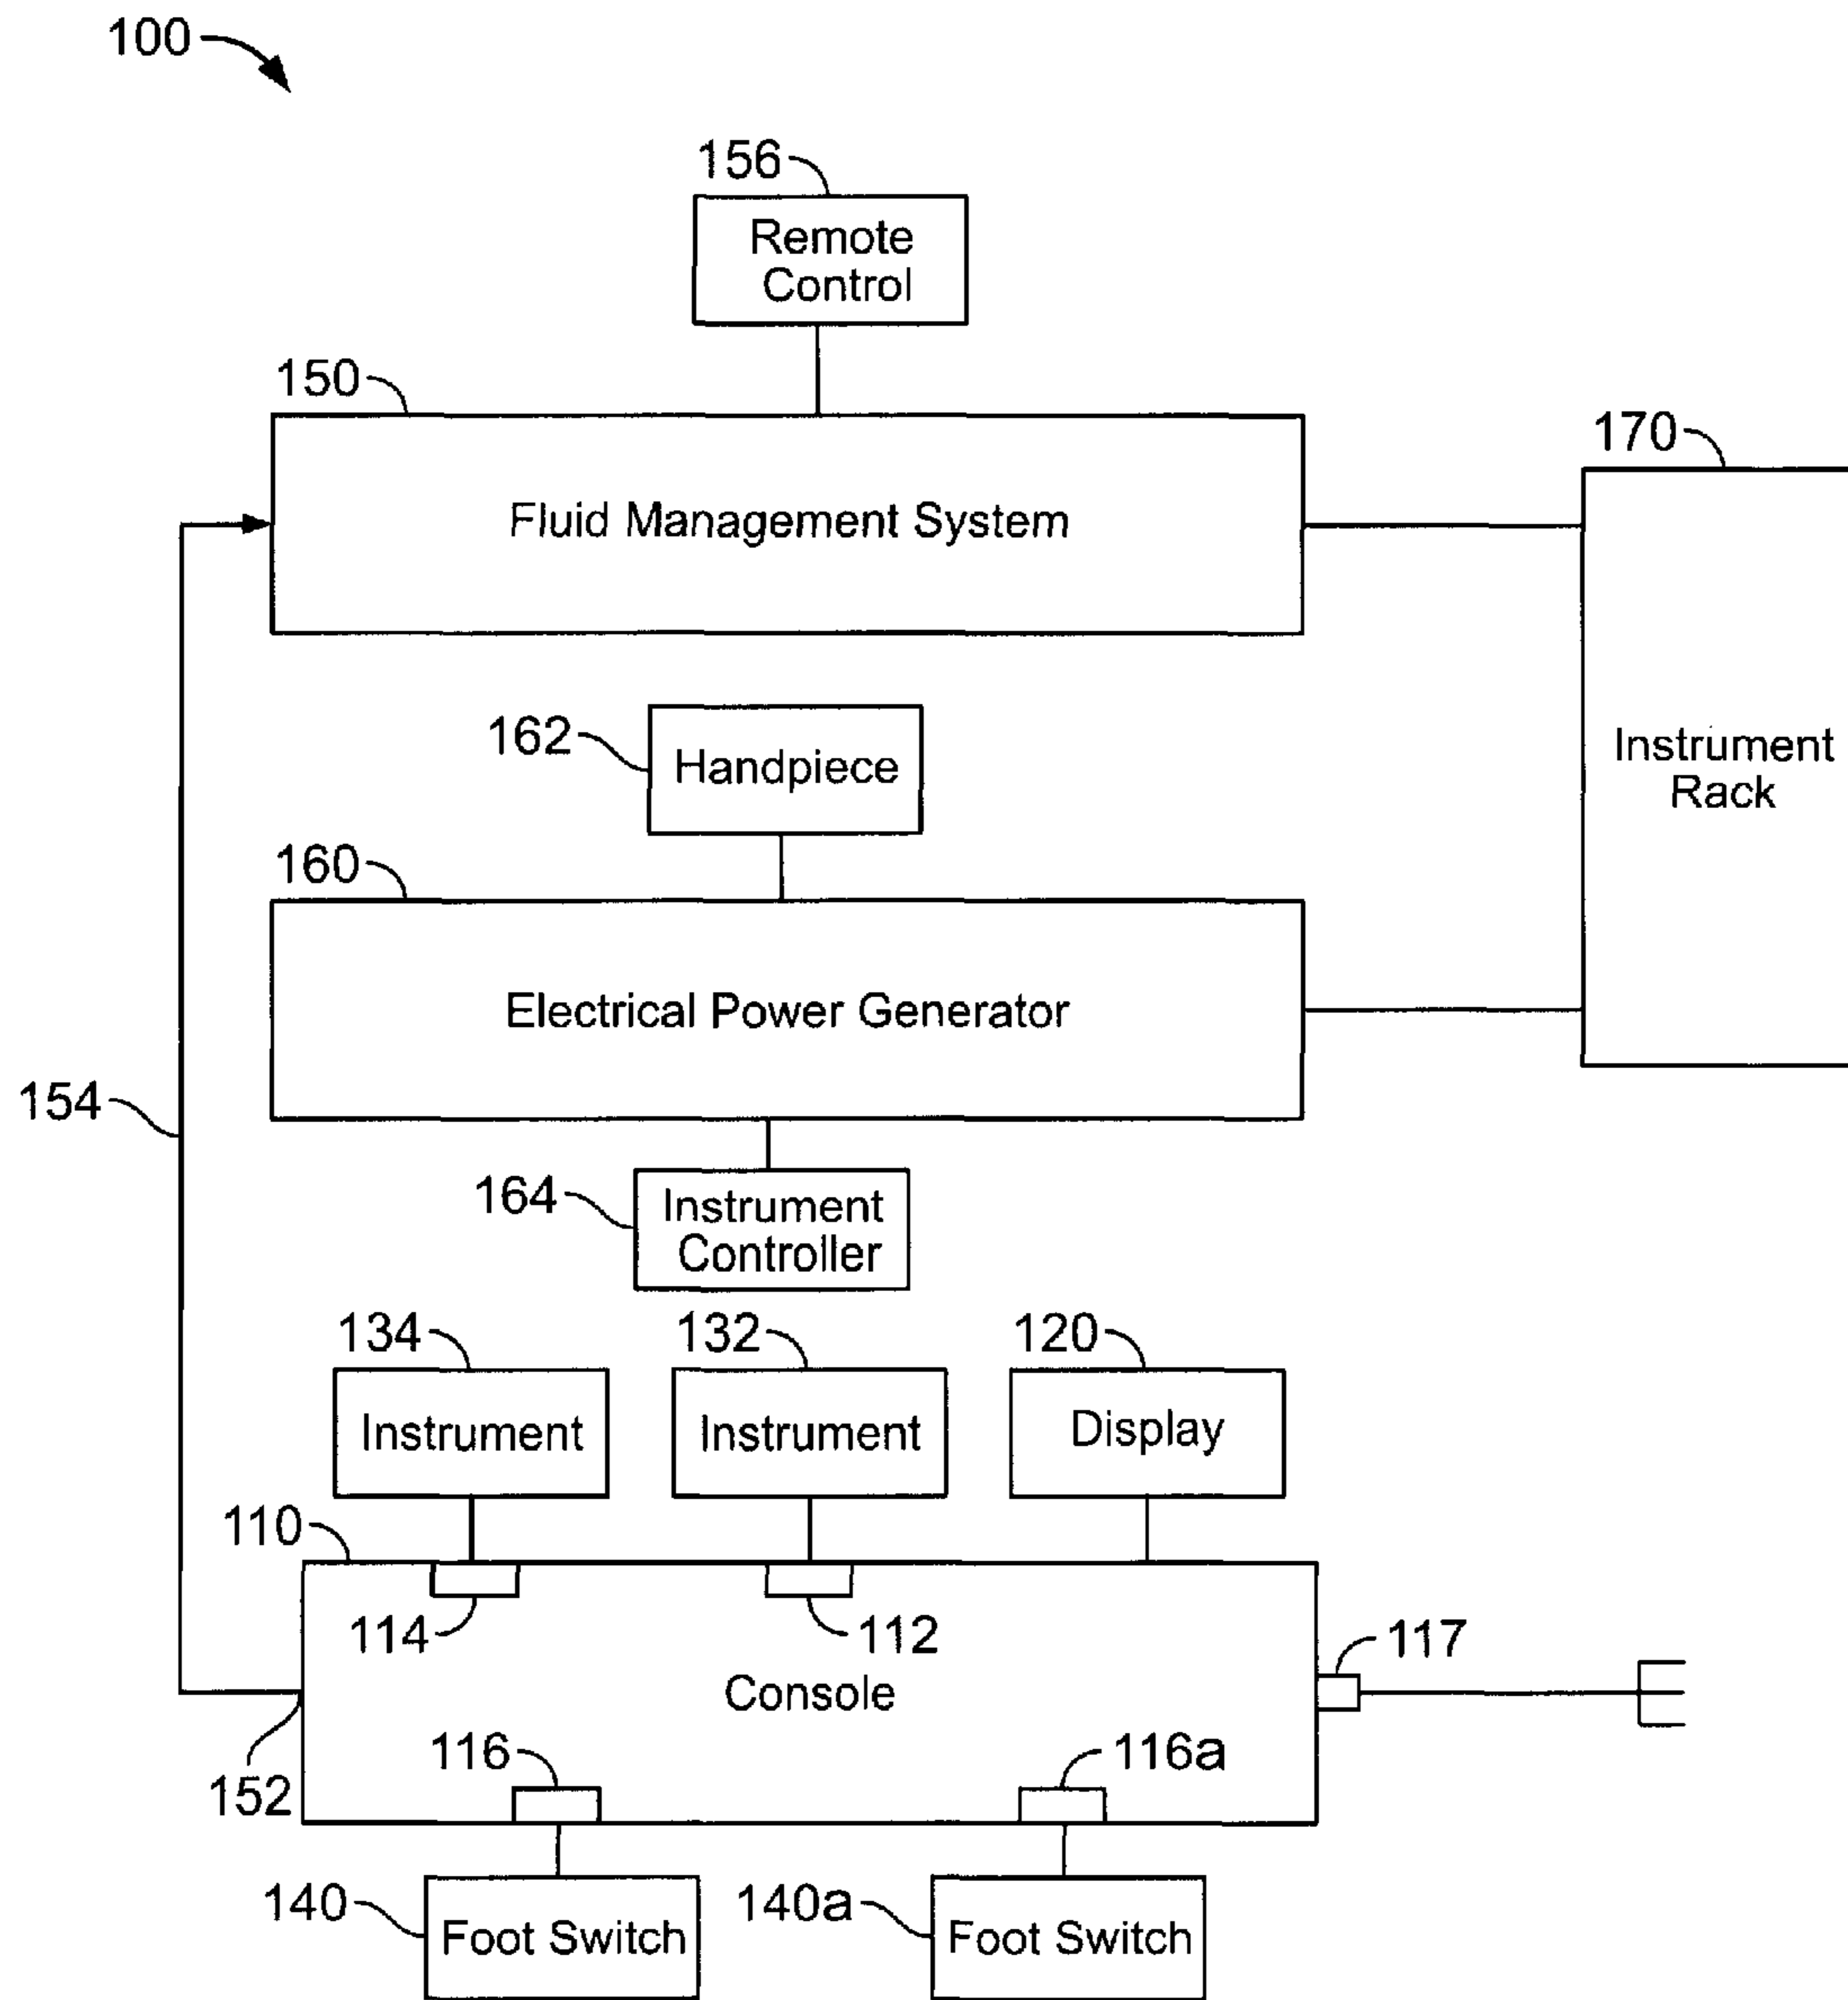 100
156
Remote
Control
150
170
Fluid Management System
162
Handpiece
Instrument
Rack
160
Electrical Power Generator
154
164
Instrument
Controller
134
132
120
Instrument
Instrument
Display
110
114
112
117
Console
116
116a
152
140
Foot Switch
140a
Foot Switch